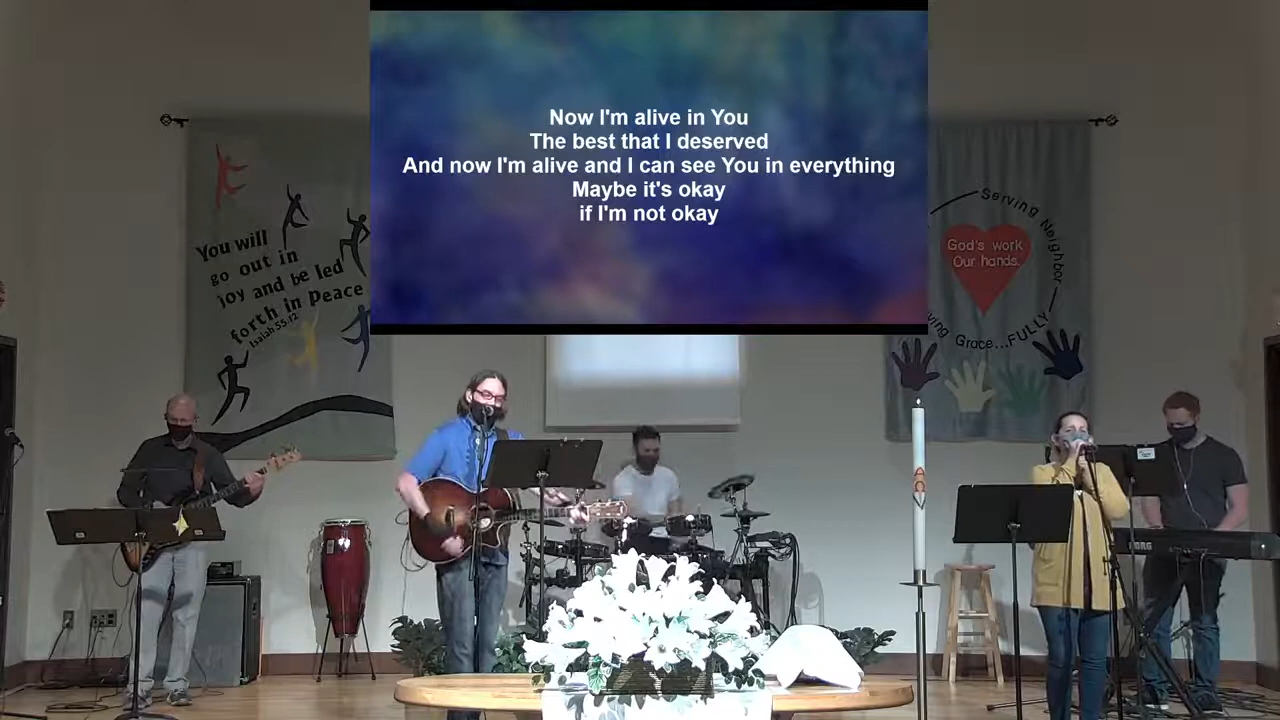 Now I'm alive in You
The best that I deserved
And now I'm alive and I can see You in everything
Maybe it's okay
if I'm not okay
You will
go out in
joy and be led
forth in Peace
Isaiah 55:12
Serving Neighbor
God's work
Our hands.
Grace...FULLY
KORG